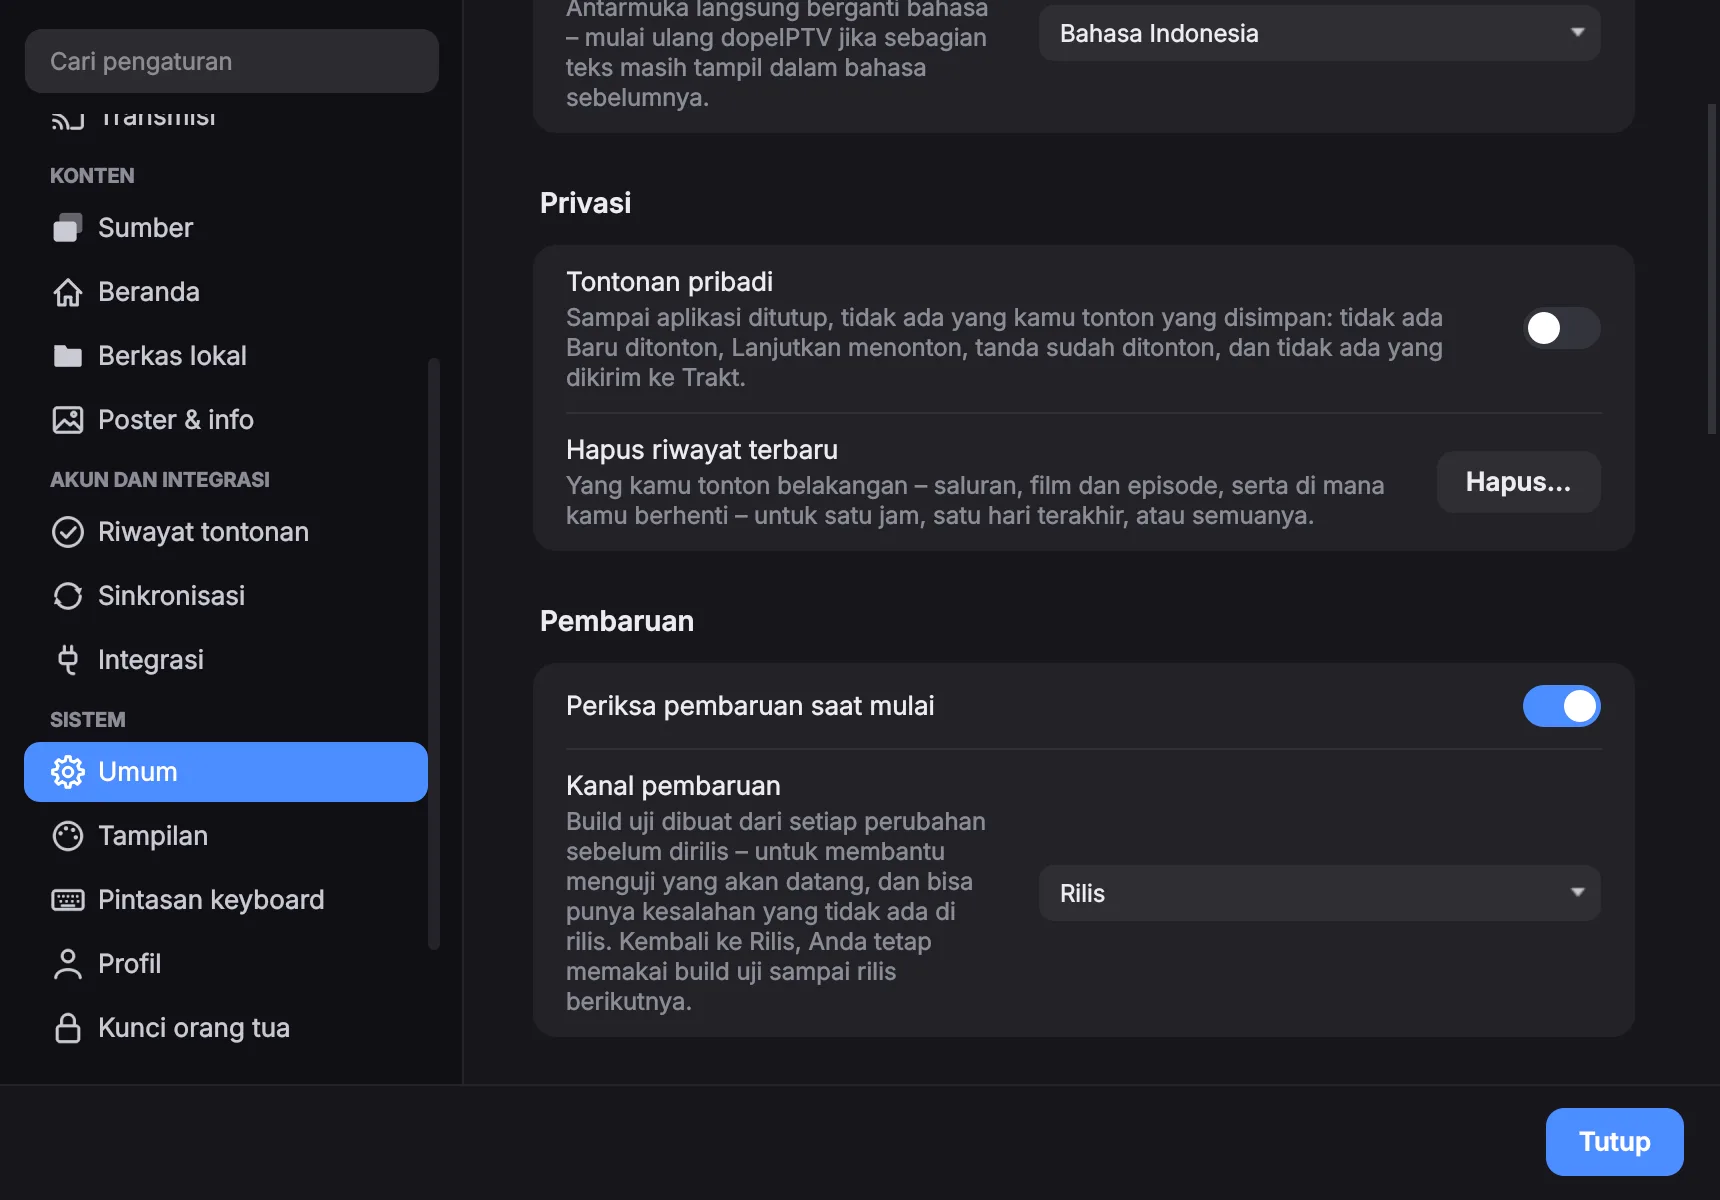 Cari pengaturan
Transmisi
KONTEN
Sumber
Beranda
Berkas lokal
Poster & info
AKUN DAN INTEGRASI
Riwayat tontonan
Sinkronisasi
Integrasi
SISTEM
Umum
Tampilan
Pintasan keyboard
Profil
Kunci orang tua
Antarmuka langsung berganti bahasa
– mulai ulang dopeIPTV jika sebagian
teks masih tampil dalam bahasa
sebelumnya.
Bahasa Indonesia
Privasi
Tontonan pribadi
Sampai aplikasi ditutup, tidak ada yang kamu tonton yang disimpan: tidak ada
Baru ditonton, Lanjutkan menonton, tanda sudah ditonton, dan tidak ada yang
dikirim ke Trakt.
Hapus riwayat terbaru
Yang kamu tonton belakangan – saluran, film dan episode, serta di mana
kamu berhenti – untuk satu jam, satu hari terakhir, atau semuanya.
Hapus...
Pembaruan
Periksa pembaruan saat mulai
Kanal pembaruan
Build uji dibuat dari setiap perubahan
sebelum dirilis – untuk membantu
menguji yang akan datang, dan bisa
punya kesalahan yang tidak ada di
rilis. Kembali ke Rilis, Anda tetap
memakai build uji sampai rilis
berikutnya.
Rilis
Tutup